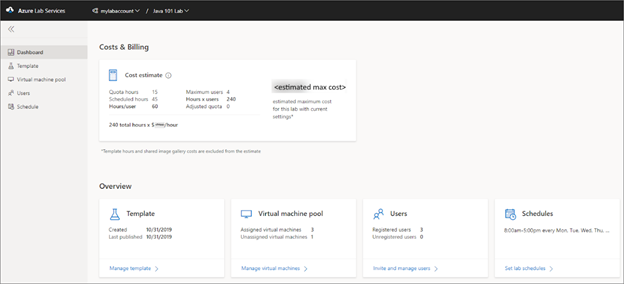 Azure Lab Services
mylabaccount / Java 101 Lab
Dashboard
Template
Virtual machine pool
Users
Schedule
Costs & Billing
Cost estimate
Quota hours 15 Maximum users 4
Scheduled hours 45 Hours x users 240
Hours/user 60 Adjusted quota 0
240 total hours x $ /hour
<estimated max cost>
estimated maximum cost
for this lab with current
settings*
*Template hours and shared image gallery costs are excluded from the estimate
Overview
Template
Created 10/31/2019
Last published 10/31/2019
Manage template
Virtual machine pool
Assigned virtual machines 3
Unassigned virtual machines 1
Manage virtual machines
Users
Registered users 3
Unregistered users 0
Invite and manage users
Schedules
8:00am-5:00pm every Mon, Tue, Wed, Thu, ...
Set lab schedules